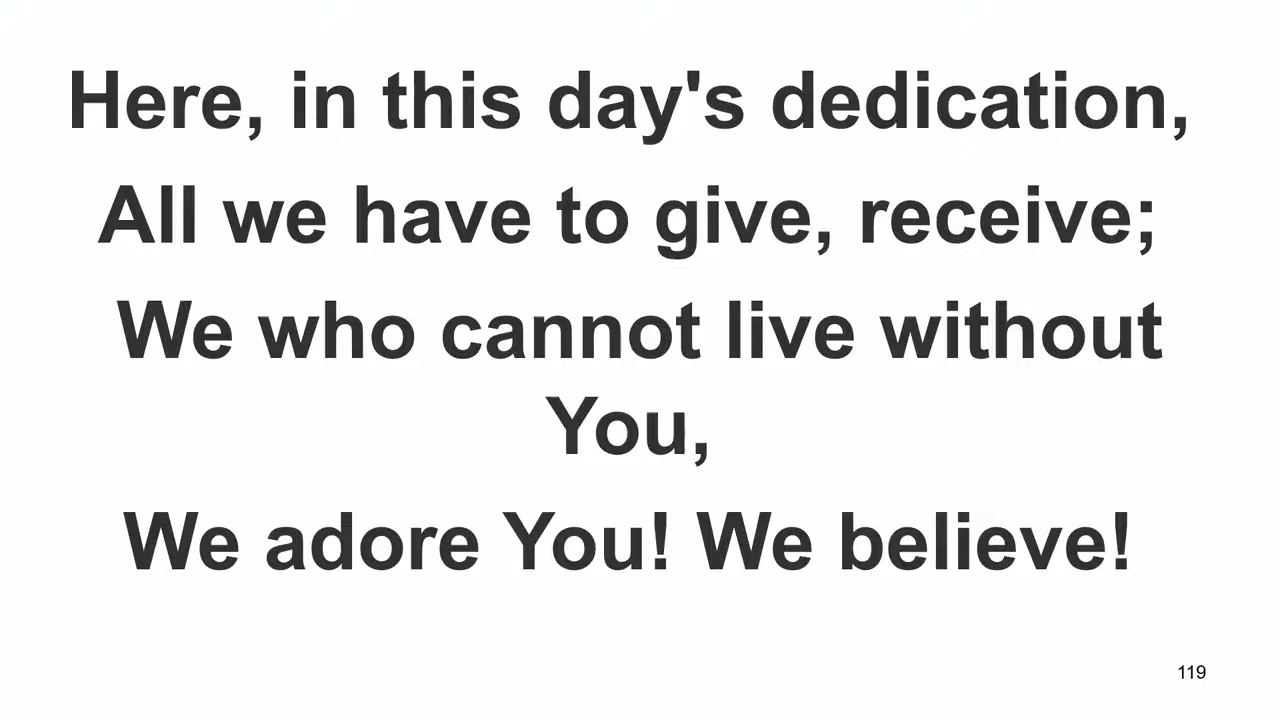 Here, in this day's dedication,
All we have to give, receive;
We who cannot live without
You,
We adore You! We believe!
119